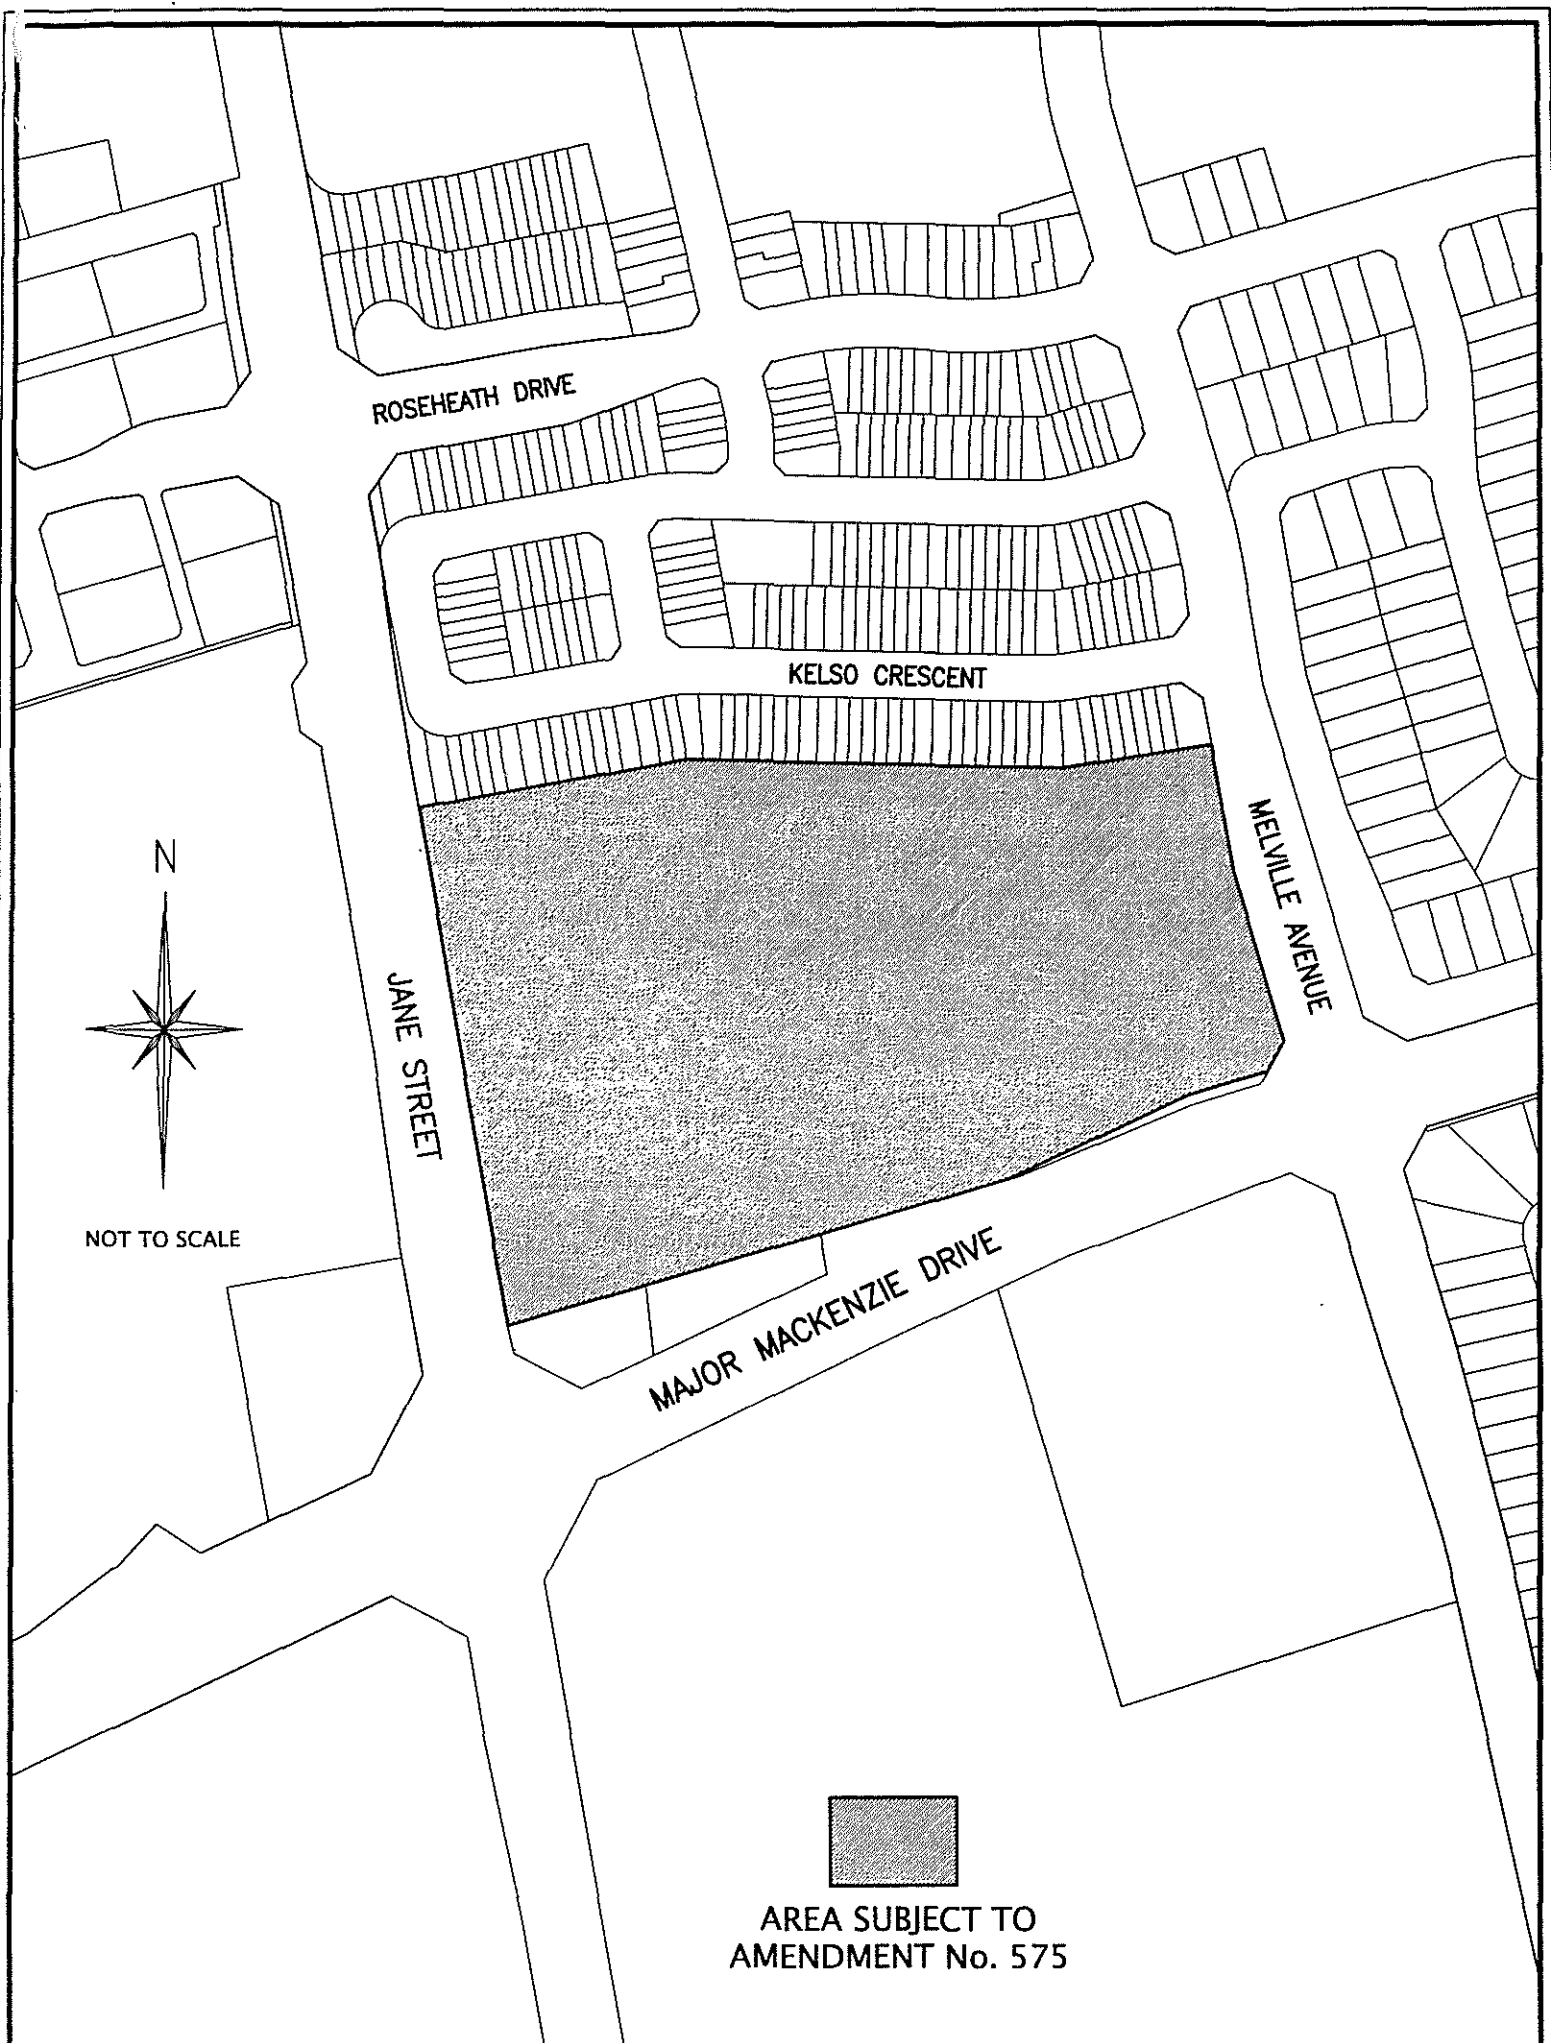 ROSEHEATH DRIVE
KELSO CRESCENT
MELVILLE AVENUE
N
JANE STREET
NOT TO SCALE
MAJOR MACKENZIE DRIVE
AREA SUBJECT TO
AMENDMENT No. 575